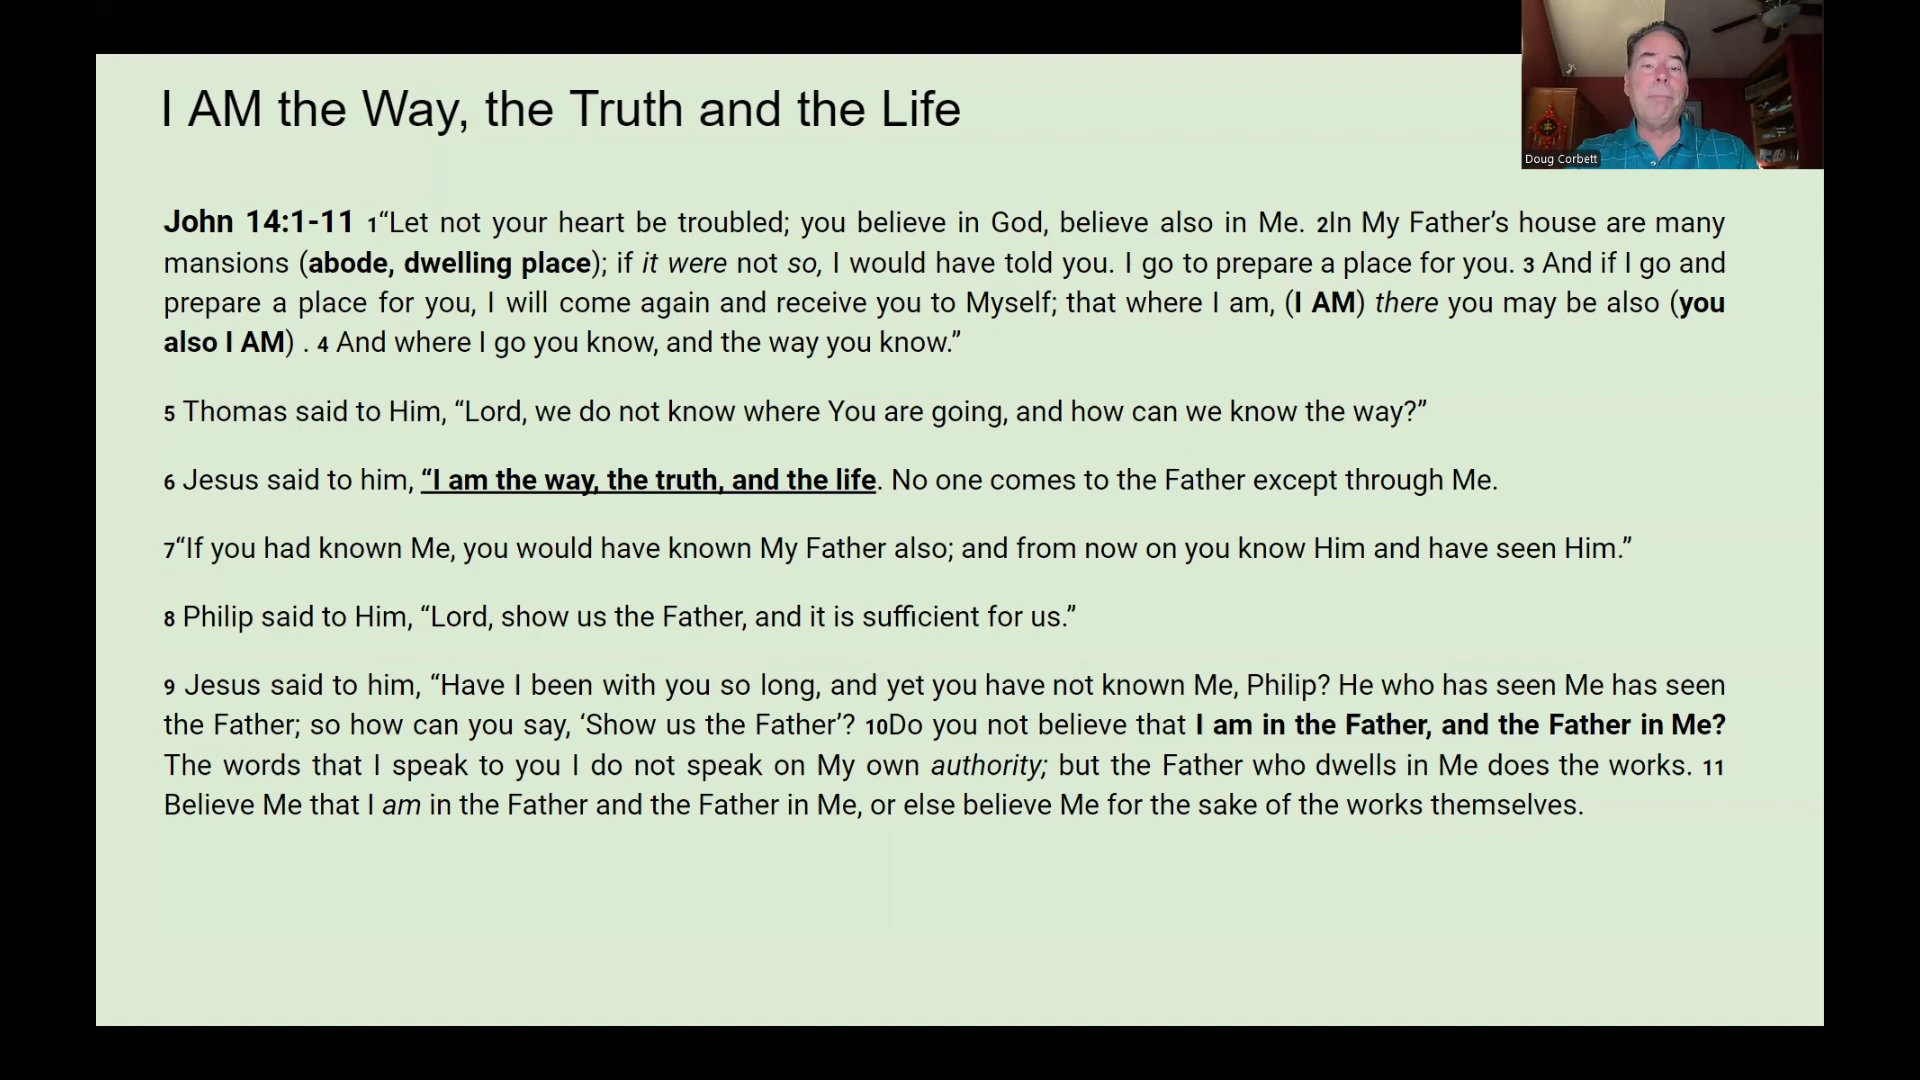 I AM the Way, the Truth and the Life
Doug Corbett
John 14:1-11 1“Let not your heart be troubled; you believe in God, believe also in Me. 2In My Father’s house are many
mansions (abode, dwelling place); if it were not so, I would have told you. I go to prepare a place for you. 3 And if I go and
prepare a place for you, I will come again and receive you to Myself; that where I am, (I AM) there you may be also (you
also I AM) . 4 And where I go you know, and the way you know.”
5 Thomas said to Him, “Lord, we do not know where You are going, and how can we know the way?”
6 Jesus said to him, “I am the way, the truth, and the life. No one comes to the Father except through Me.
7“If you had known Me, you would have known My Father also; and from now on you know Him and have seen Him.”
8 Philip said to Him, “Lord, show us the Father, and it is sufficient for us.”
9 Jesus said to him, “Have I been with you so long, and yet you have not known Me, Philip? He who has seen Me has seen
the Father; so how can you say, ‘Show us the Father’? 10Do you not believe that I am in the Father, and the Father in Me?
The words that I speak to you I do not speak on My own authority; but the Father who dwells in Me does the works. 11
Believe Me that I am in the Father and the Father in Me, or else believe Me for the sake of the works themselves.